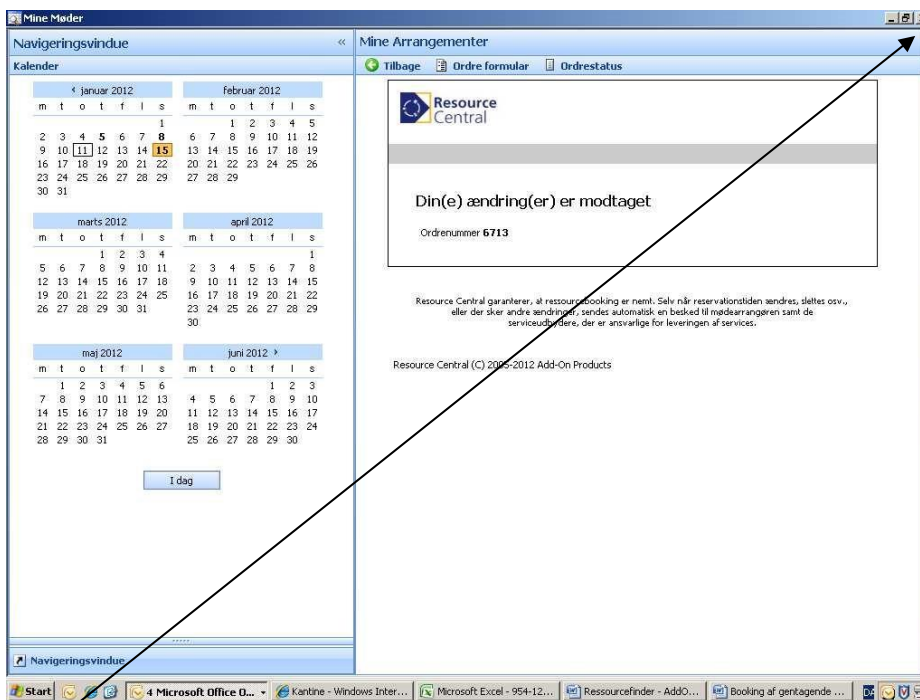 Mine Møder
Navigeringsvindue «
Kalender
januar 2012
m t o t f l s
1
2 3 4 5 6 7 8
9 10 11 12 13 14 15
16 17 18 19 20 21 22
23 24 25 26 27 28 29
30 31
februar 2012
m t o t f l s
1 2 3 4 5
6 7 8 9 10 11 12
13 14 15 16 17 18 19
20 21 22 23 24 25 26
27 28 29
marts 2012
m t o t f l s
1 2 3 4
5 6 7 8 9 10 11
12 13 14 15 16 17 18
19 20 21 22 23 24 25
26 27 28 29 30 31
april 2012
m t o t f l s
1
2 3 4 5 6 7 8
9 10 11 12 13 14 15
16 17 18 19 20 21 22
23 24 25 26 27 28 29
30
maj 2012
m t o t f l s
1 2 3 4 5 6
7 8 9 10 11 12 13
14 15 16 17 18 19 20
21 22 23 24 25 26 27
28 29 30 31
juni 2012
m t o t f l s
1 2 3
4 5 6 7 8 9 10
11 12 13 14 15 16 17
18 19 20 21 22 23 24
25 26 27 28 29 30
I dag
Navigeringsvindue
Mine Arrangementer
Tilbage Ordre formular Ordrestatus
Resource
Central
Din(e) ændring(er) er modtaget
Ordrenummer 6713
Resource Central garanterer, at ressourcebooking er nemt. Selv når reservationstiden ændres, slettes osv.,
eller der sker andre ændringer, sendes automatisk en besked til mødearrangøren samt de
serviceudbydere, der er ansvarlige for leveringen af services.
Resource Central (C) 2005-2012 Add-On Products
Start 4 Microsoft Office O... Kantine - Windows Inter... Microsoft Excel - 954-12... Ressourcefinder - AddO... Booking af gentagende ... DA